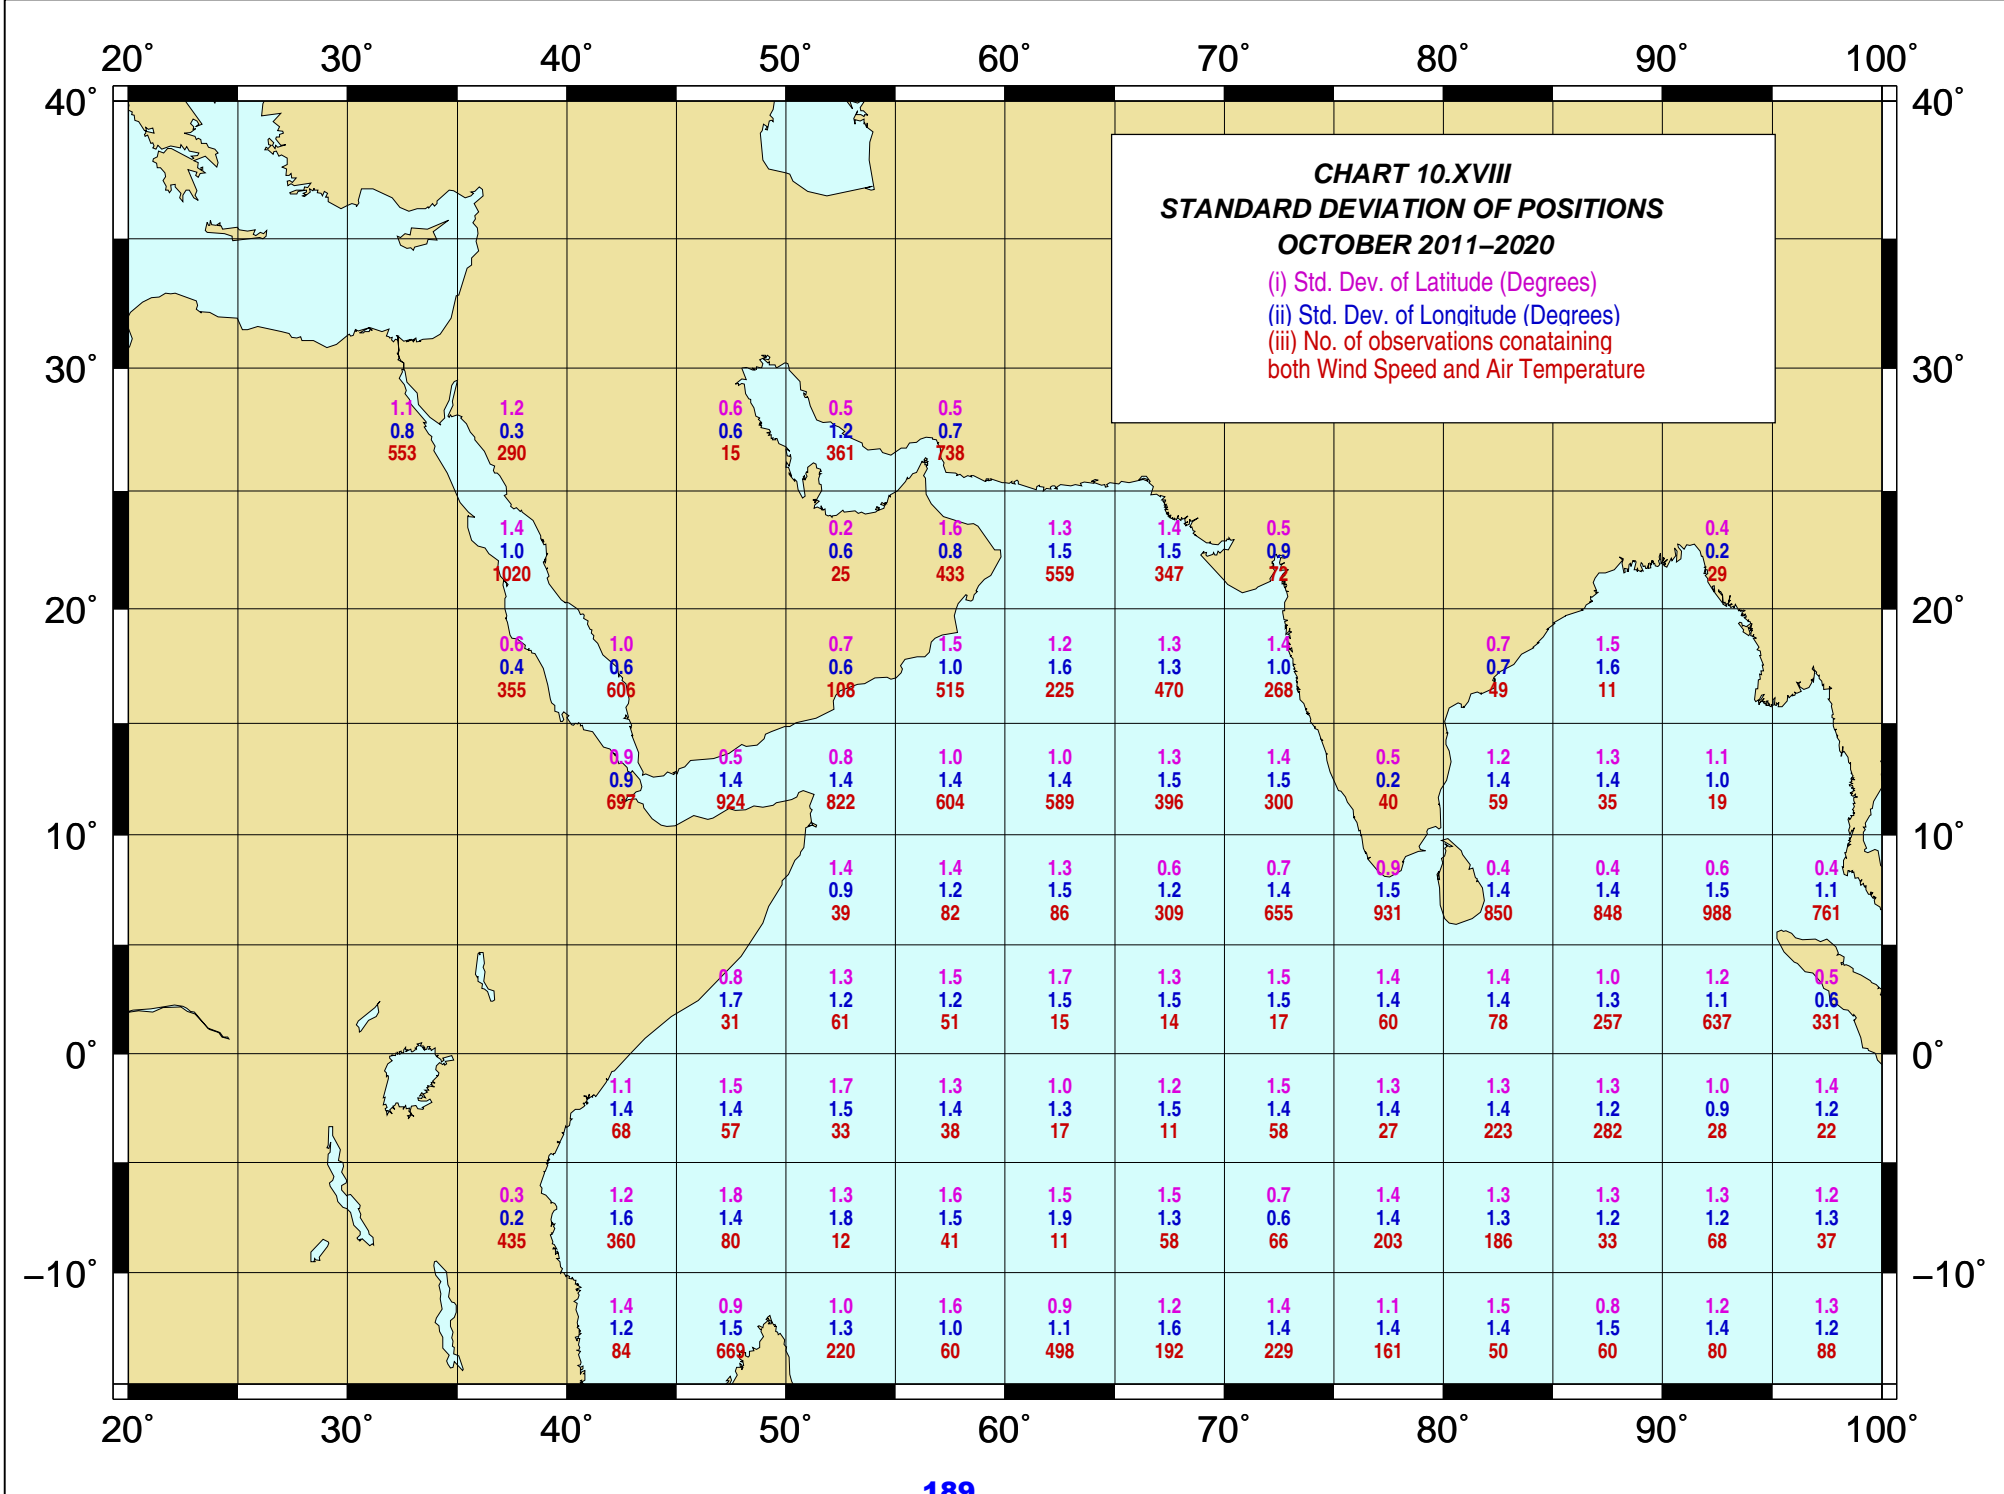 20° 30° 40° 50° 60° 70° 80° 90° 100°
40° 40°
CHART 10.XVIII
STANDARD DEVIATION OF POSITIONS
OCTOBER 2011–2020
(i) Std. Dev. of Latitude (Degrees)
(ii) Std. Dev. of Longitude (Degrees)
(iii) No. of observations conataining
both Wind Speed and Air Temperature
30° 30°
1.1 1.2 0.6 0.5 0.5
0.8 0.3 0.6 1.2 0.7
553 290 15 361 738
1.4 0.2 1.6 1.3 1.4 0.5 0.4
1.0 0.6 0.8 1.5 1.5 0.9 0.2
1020 25 433 559 347 72 29
20° 20°
0.6 1.0 0.7 1.5 1.2 1.3 1.4 0.7 1.5
0.4 0.6 0.6 1.0 1.6 1.3 1.0 0.7 1.6
355 606 108 515 225 470 268 49 11
0.9 0.5 0.8 1.0 1.0 1.3 1.4 0.5 1.2 1.3 1.1
0.9 1.4 1.4 1.4 1.4 1.5 1.5 0.2 1.4 1.4 1.0
697 924 822 604 589 396 300 40 59 35 19
10° 10°
1.4 1.4 1.3 0.6 0.7 0.9 0.4 0.4 0.6 0.4
0.9 1.2 1.5 1.2 1.4 1.5 1.4 1.4 1.5 1.1
39 82 86 309 655 931 850 848 988 761
0.8 1.3 1.5 1.7 1.3 1.5 1.4 1.4 1.0 1.2 0.5
1.7 1.2 1.2 1.5 1.5 1.5 1.4 1.4 1.3 1.1 0.6
31 61 51 15 14 17 60 78 257 637 331
0° 0°
1.1 1.5 1.7 1.3 1.0 1.2 1.5 1.3 1.3 1.3 1.0 1.4
1.4 1.4 1.5 1.4 1.3 1.5 1.4 1.4 1.4 1.2 0.9 1.2
68 57 33 38 17 11 58 27 223 282 28 22
0.3 1.2 1.8 1.3 1.6 1.5 1.5 0.7 1.4 1.3 1.3 1.3 1.2
0.2 1.6 1.4 1.8 1.5 1.9 1.3 0.6 1.4 1.3 1.2 1.2 1.3
435 360 80 12 41 11 58 66 203 186 33 68 37
–10° –10°
1.4 0.9 1.0 1.6 0.9 1.2 1.4 1.1 1.5 0.8 1.2 1.3
1.2 1.5 1.3 1.0 1.1 1.6 1.4 1.4 1.4 1.5 1.4 1.2
84 669 220 60 498 192 229 161 50 60 80 88
20° 30° 40° 50° 60° 70° 80° 90° 100°
189